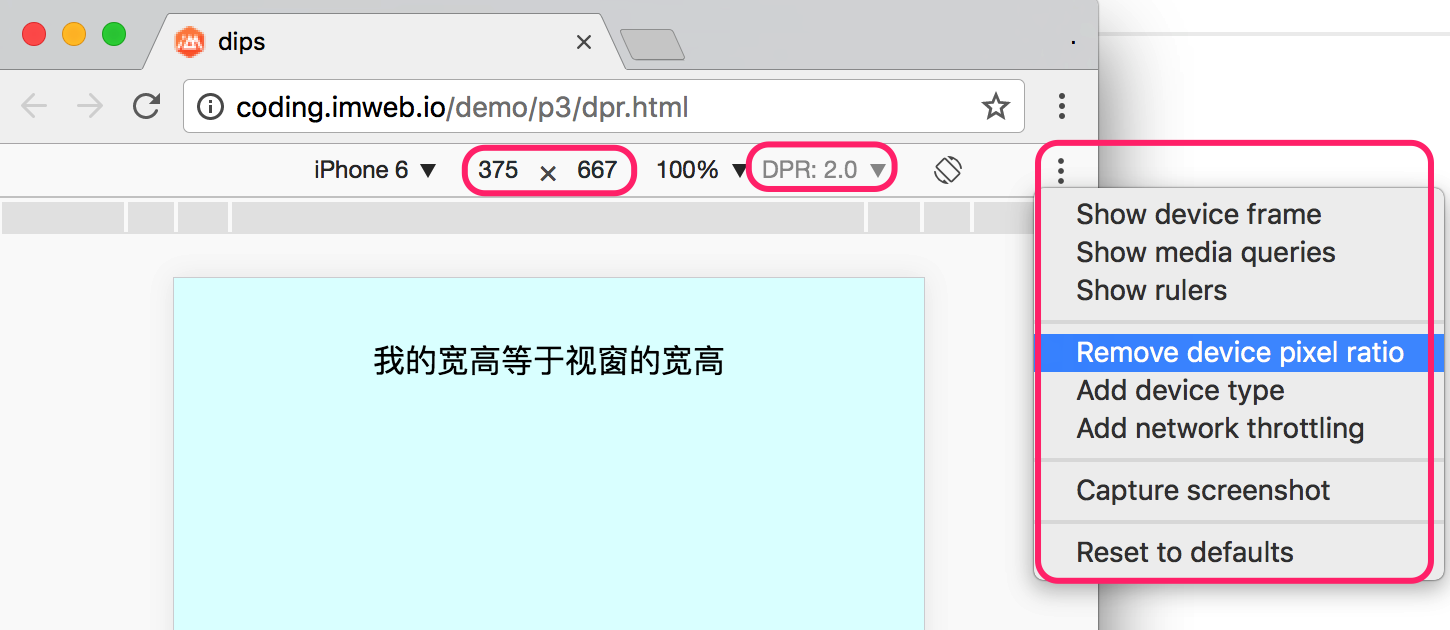 dips
coding.imweb.io/demo/p3/dpr.html
iPhone 6 ▼ 375 × 667 100% ▼ DPR: 2.0 ▼
Show device frame
Show media queries
Show rulers
Remove device pixel ratio
Add device type
Add network throttling
Capture screenshot
Reset to defaults
我的宽高等于视窗的宽高